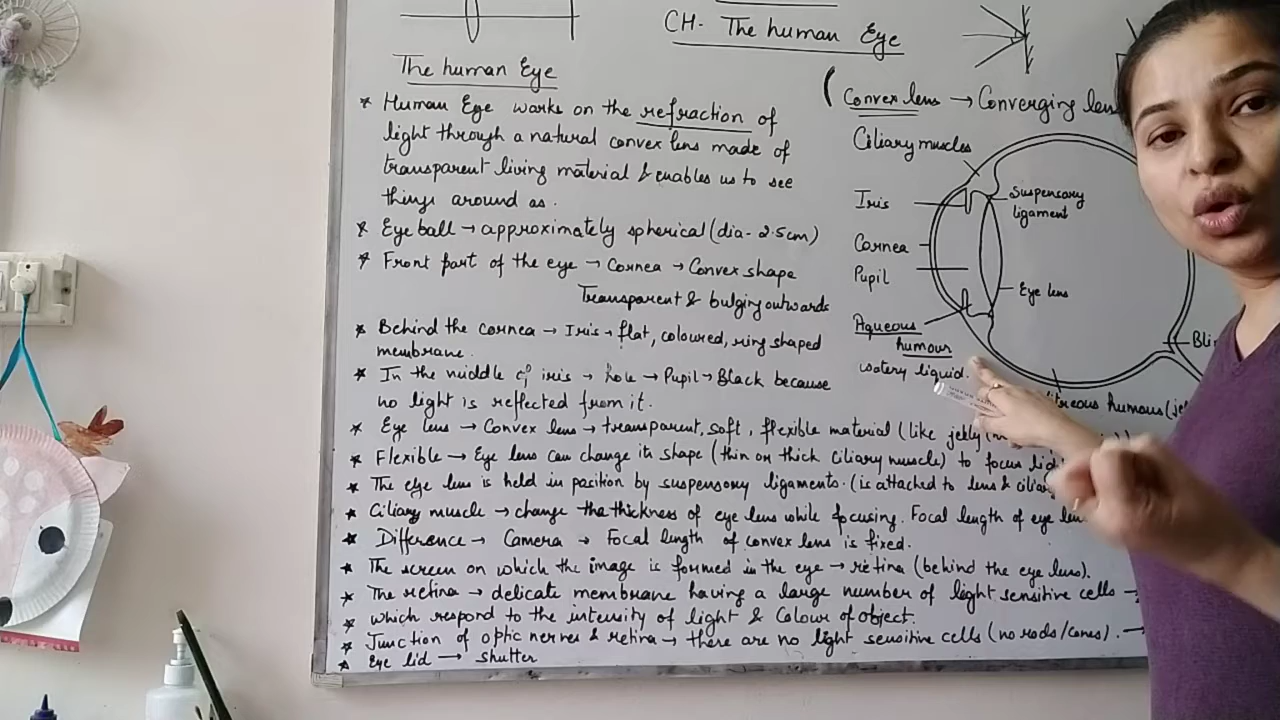 CH- The human Eye
The human Eye
* Human Eye works on the refraction of
light through a natural convex lens made of
transparent living material & enables us to see
things around as.
* Eye ball → approximately spherical (dia- 2.5cm)
* Front part of the eye → Cornea → Convex shape
Transparent & bulging outwards
* Behind the cornea → Iris → flat, coloured, ring shaped
membrane.
* In the middle of iris → hole → Pupil → Black because
no light is reflected from it.
* Eye lens → Convex lens → transparent, soft, flexible material (like jelly
* Flexible → Eye lens can change its shape (thin or thick ciliary muscle) to focus
* The eye lens is held in position by suspensory ligaments. (is attached to lens &
* Ciliary muscle → change the thickness of eye lens while focusing. Focal length of eye
* Difference → Camera → Focal length of convex lens is fixed.
* The screen on which the image is formed in the eye → retina (behind the eye lens).
* The retina → delicate membrane having a large number of light sensitive cells →
* which respond to the intensity of light & Colour of object.
* Junction of optic nerves & retina → there are no light sensitive cells (no rods/cones). →
* Eye lid → shutter
(Convex lens → Converging
Ciliary muscles
Iris
Cornea
Pupil
Aqueous
humour
watery liquid.
Suspensory
ligament
Eye lens
humous